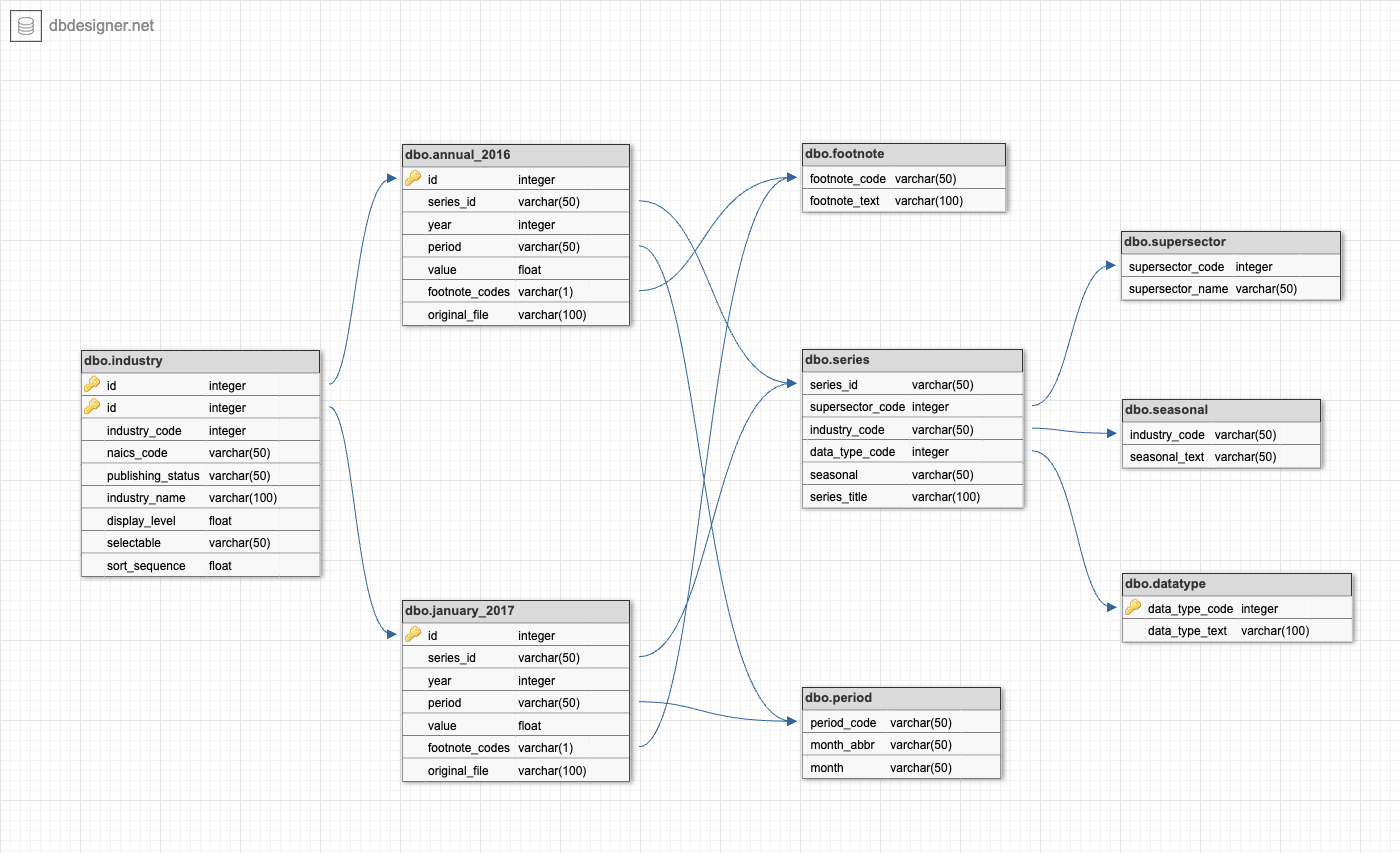 dbdesigner.net
dbo.annual_2016
id integer
series_id varchar(50)
year integer
period varchar(50)
value float
footnote_codes varchar(1)
original_file varchar(100)
dbo.footnote
footnote_code varchar(50)
footnote_text varchar(100)
dbo.supersector
supersector_code integer
supersector_name varchar(50)
dbo.industry
id integer
id integer
industry_code integer
naics_code varchar(50)
publishing_status varchar(50)
industry_name varchar(100)
display_level float
selectable varchar(50)
sort_sequence float
dbo.series
series_id varchar(50)
supersector_code integer
industry_code varchar(50)
data_type_code integer
seasonal varchar(50)
series_title varchar(100)
dbo.seasonal
industry_code varchar(50)
seasonal_text varchar(50)
dbo.datatype
data_type_code integer
data_type_text varchar(100)
dbo.january_2017
id integer
series_id varchar(50)
year integer
period varchar(50)
value float
footnote_codes varchar(1)
original_file varchar(100)
dbo.period
period_code varchar(50)
month_abbr varchar(50)
month varchar(50)